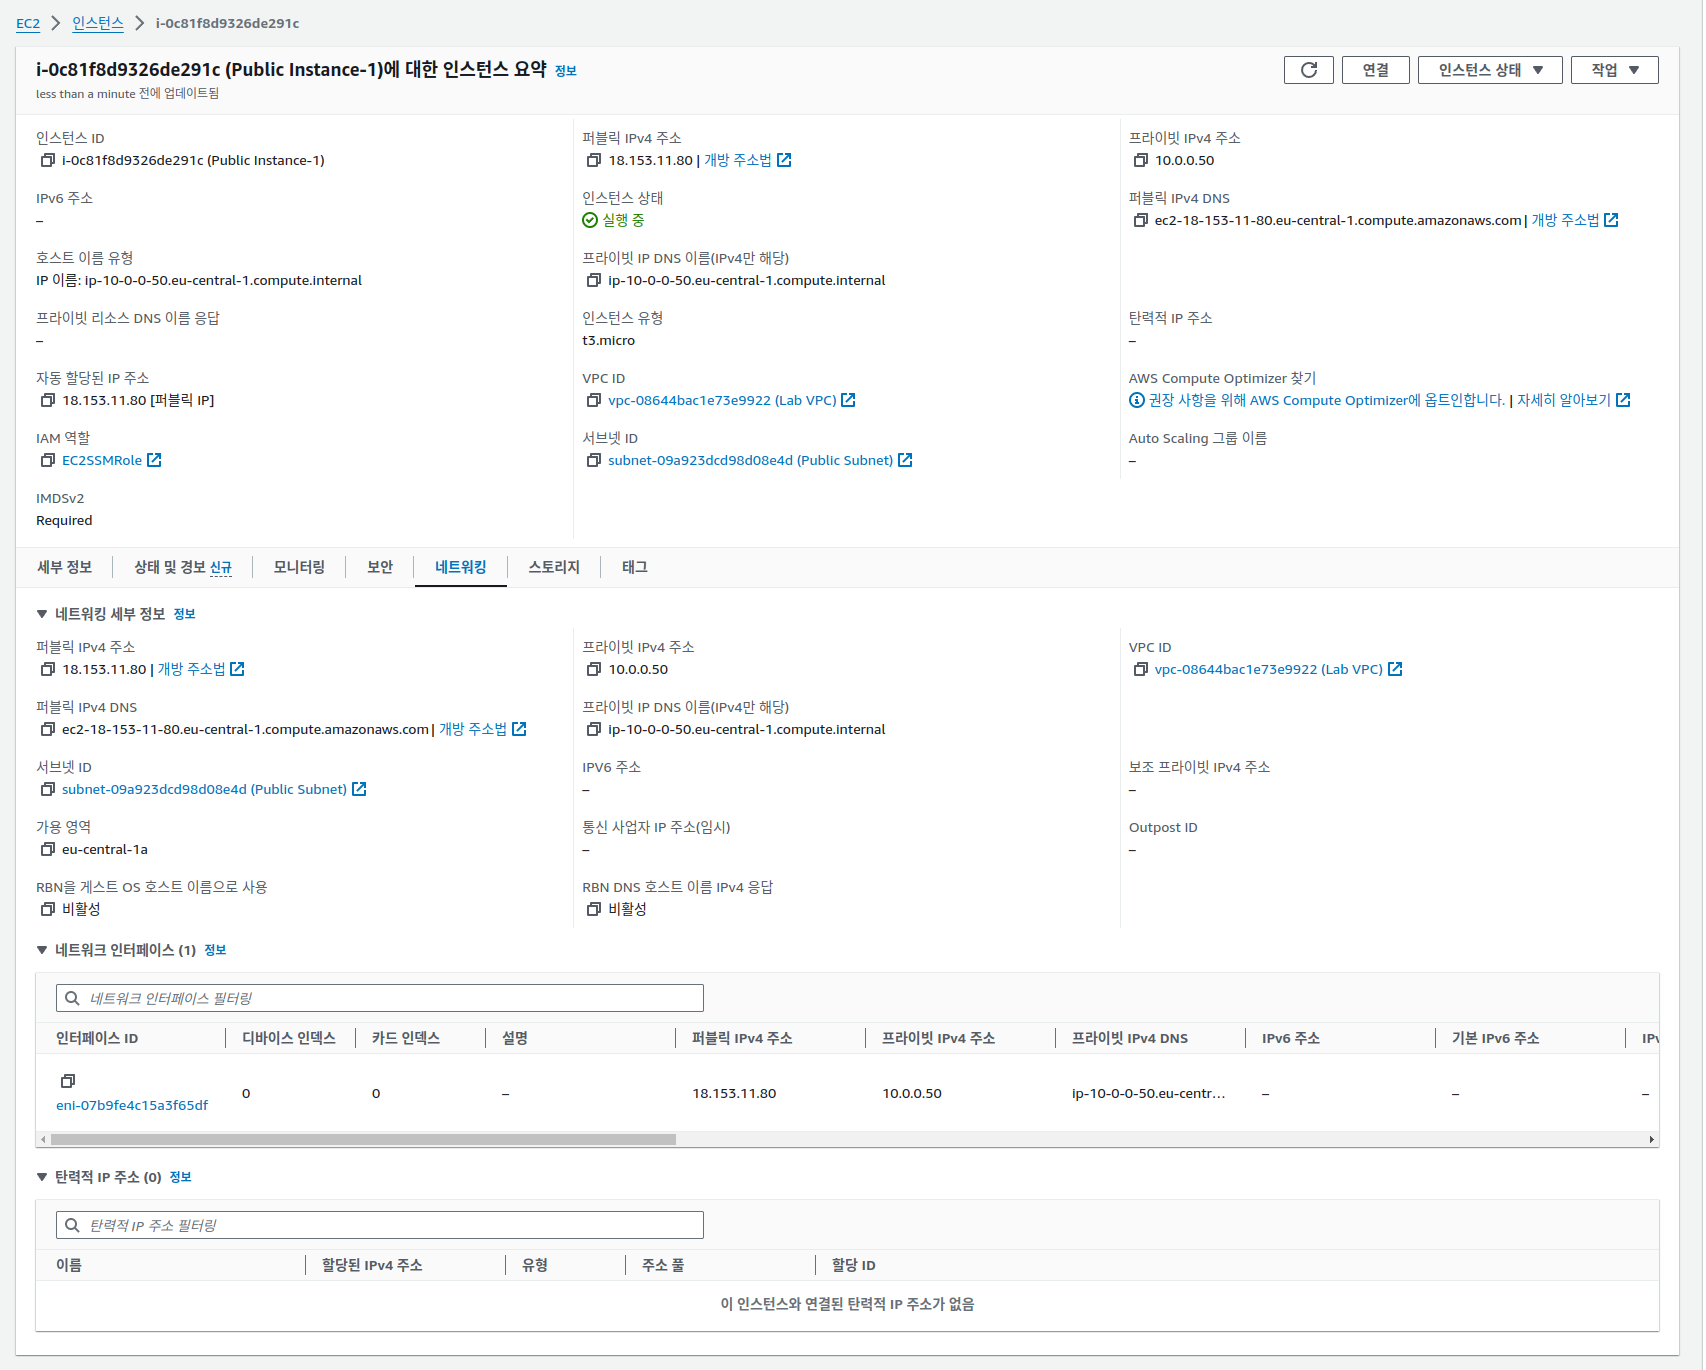 EC2 > 인스턴스 > i-0c81f8d9326de291c
i-0c81f8d9326de291c (Public Instance-1)에 대한 인스턴스 요약 정보
less than a minute 전에 업데이트됨
연결
인스턴스 상태
작업
인스턴스 ID
i-0c81f8d9326de291c (Public Instance-1)
퍼블릭 IPv4 주소
18.153.11.80 | 개방 주소법
프라이빗 IPv4 주소
10.0.0.50
IPv6 주소
–
인스턴스 상태
실행 중
퍼블릭 IPv4 DNS
ec2-18-153-11-80.eu-central-1.compute.amazonaws.com | 개방 주소법
호스트 이름 유형
IP 이름: ip-10-0-0-50.eu-central-1.compute.internal
프라이빗 IP DNS 이름(IPv4만 해당)
ip-10-0-0-50.eu-central-1.compute.internal
프라이빗 리소스 DNS 이름 응답
–
인스턴스 유형
t3.micro
탄력적 IP 주소
–
자동 할당된 IP 주소
18.153.11.80 [퍼블릭 IP]
VPC ID
vpc-08644bac1e73e9922 (Lab VPC)
AWS Compute Optimizer 찾기
권장 사항을 위해 AWS Compute Optimizer에 옵트인합니다. | 자세히 알아보기
IAM 역할
EC2SSMRole
서브넷 ID
subnet-09a923dcd98d08e4d (Public Subnet)
Auto Scaling 그룹 이름
–
IMDSv2
Required
세부 정보
상태 및 경보 신규
모니터링
보안
네트워킹
스토리지
태그
네트워킹 세부 정보 정보
퍼블릭 IPv4 주소
18.153.11.80 | 개방 주소법
프라이빗 IPv4 주소
10.0.0.50
VPC ID
vpc-08644bac1e73e9922 (Lab VPC)
퍼블릭 IPv4 DNS
ec2-18-153-11-80.eu-central-1.compute.amazonaws.com | 개방 주소법
프라이빗 IP DNS 이름(IPv4만 해당)
ip-10-0-0-50.eu-central-1.compute.internal
서브넷 ID
subnet-09a923dcd98d08e4d (Public Subnet)
IPV6 주소
–
보조 프라이빗 IPv4 주소
–
가용 영역
eu-central-1a
통신 사업자 IP 주소(임시)
–
Outpost ID
–
RBN을 게스트 OS 호스트 이름으로 사용
비활성
RBN DNS 호스트 이름 IPv4 응답
비활성
네트워크 인터페이스 (1) 정보
네트워크 인터페이스 필터링
인터페이스 ID 디바이스 인덱스 카드 인덱스 설명 퍼블릭 IPv4 주소 프라이빗 IPv4 주소 프라이빗 IPv4 DNS IPv6 주소 기본 IPv6 주소
eni-07b9fe4c15a3f65df 0 0 – 18.153.11.80 10.0.0.50 ip-10-0-0-50.eu-centr... – – –
탄력적 IP 주소 (0) 정보
탄력적 IP 주소 필터링
이름 할당된 IPv4 주소 유형 주소 풀 할당 ID
이 인스턴스와 연결된 탄력적 IP 주소가 없음